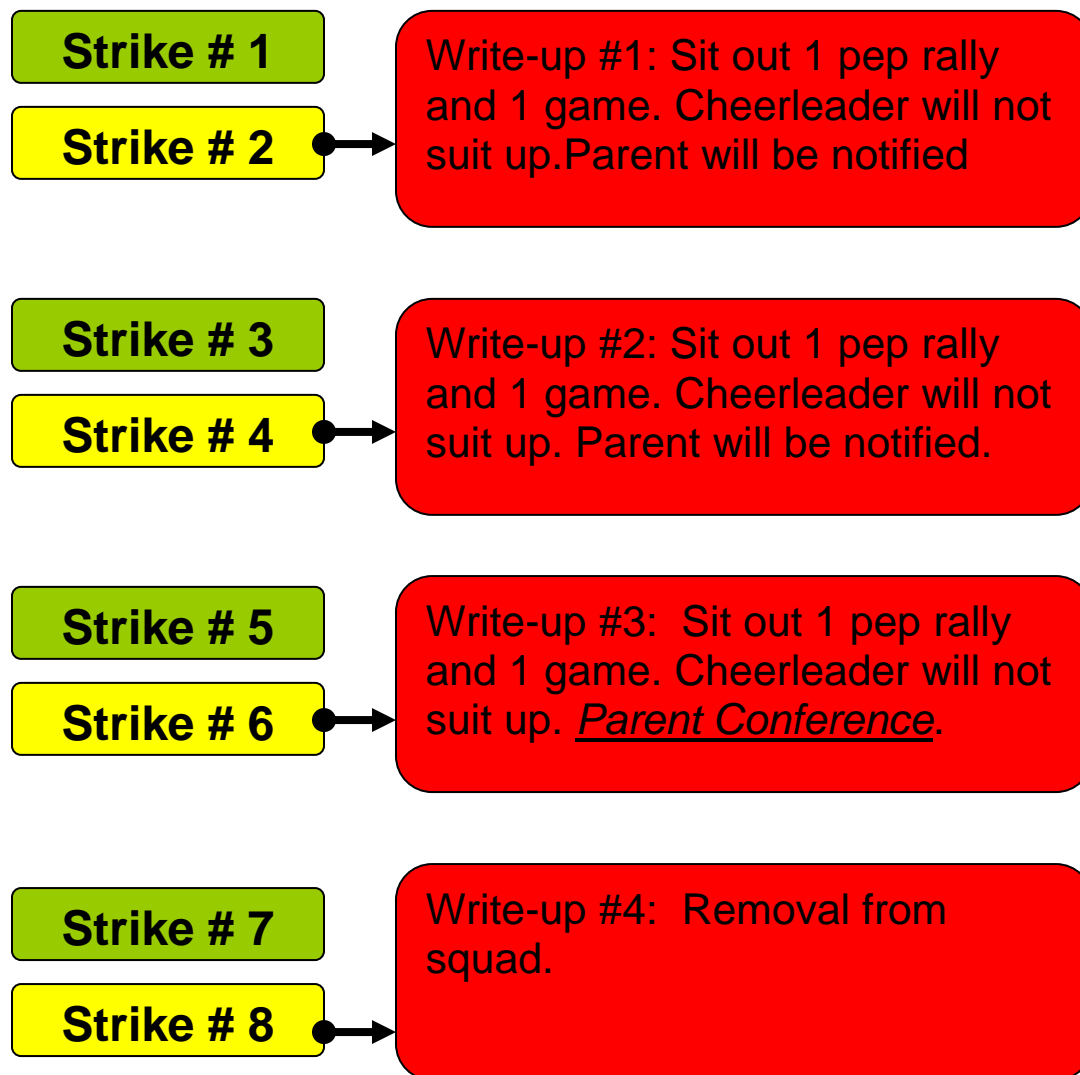 Strike # 1
Strike # 2
Write-up #1: Sit out 1 pep rally
and 1 game. Cheerleader will not
suit up.Parent will be notified
Strike # 3
Strike # 4
Write-up #2: Sit out 1 pep rally
and 1 game. Cheerleader will not
suit up. Parent will be notified.
Strike # 5
Strike # 6
Write-up #3:  Sit out 1 pep rally
and 1 game. Cheerleader will not
suit up. Parent Conference.
Strike # 7
Strike # 8
Write-up #4:  Removal from
squad.